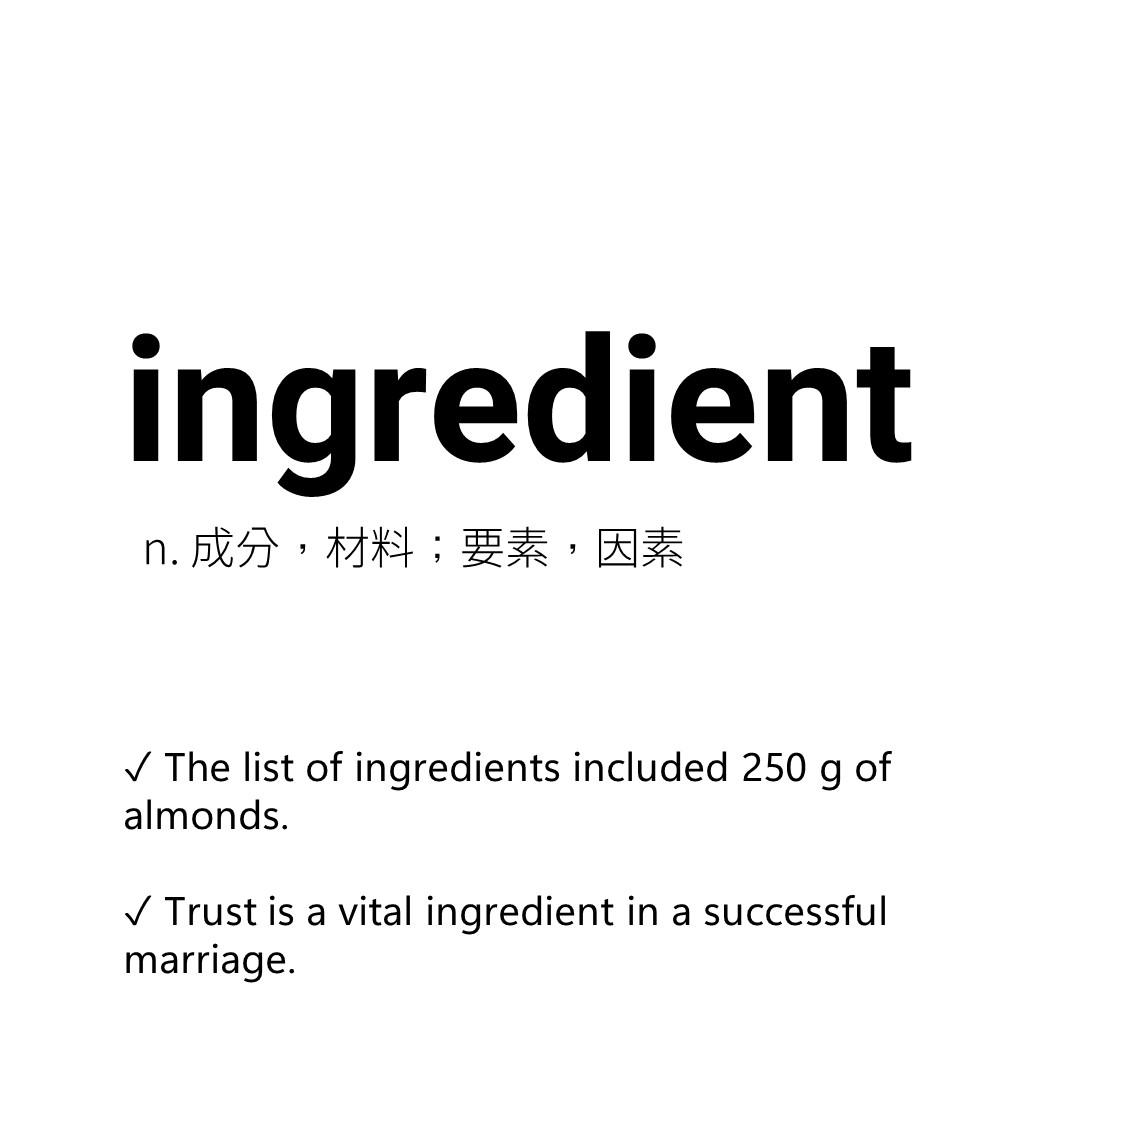 ingredient
n. 成分，材料；要素，因素
✓ The list of ingredients included 250 g of
almonds.
✓ Trust is a vital ingredient in a successful
marriage.